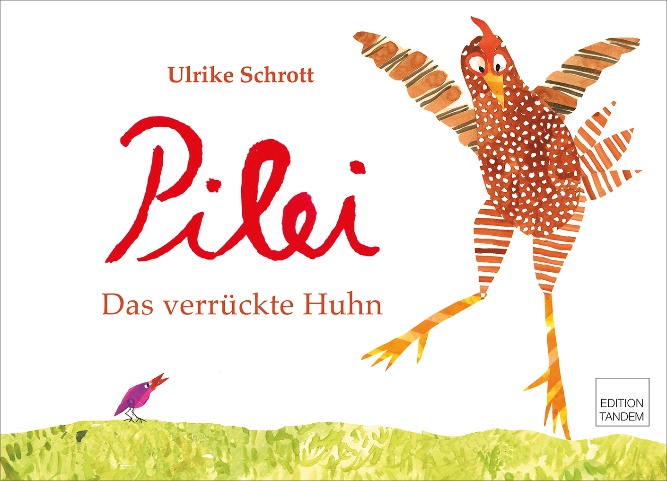 Ulrike Schrott
Pilei
Das verrückte Huhn
EDITION
TANDEM